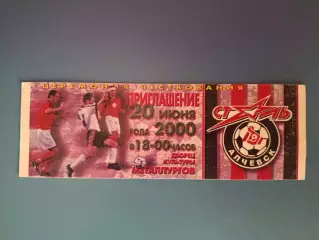 ЦЕРЕМОНИЯ ЧЕСТВОВАНИЯ
ПРИГЛАШЕНИЕ
20 ИЮНЯ
ГОДА 2000
В 18-00 ЧАСОВ
ДВОРЕЦ
КУЛЬТУРЫ
МЕТАЛЛУРГОВ
СТАЛЬ
АЛЧЕВСК